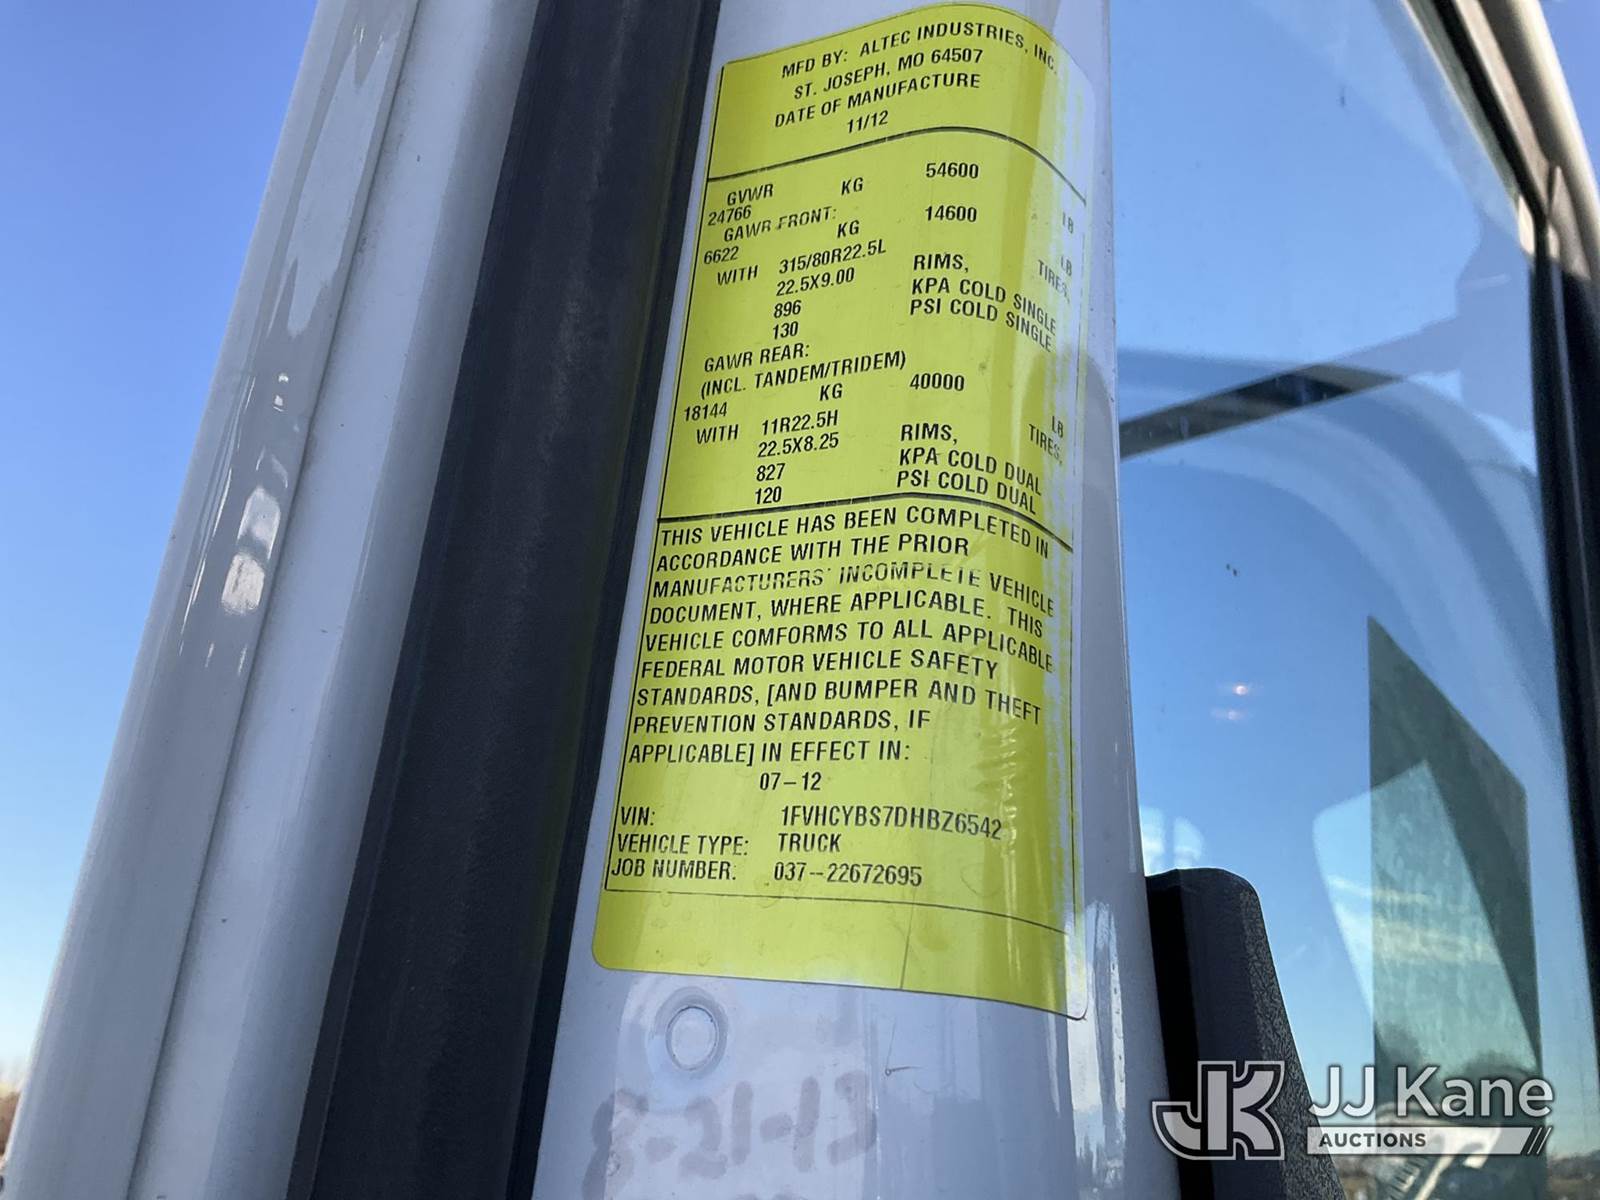 MFD BY: ALTEC INDUSTRIES, INC.
ST. JOSEPH, MO 64507
DATE OF MANUFACTURE
11/12
GVWR
24766 KG 54600 LB
GAWR FRONT:
6622 KG 14600 LB
WITH 315/80R22.5L TIRES,
22.5X9.00 RIMS,
896 KPA COLD SINGLE
130 PSI COLD SINGLE
GAWR REAR:
(INCL. TANDEM/TRIDEM)
18144 KG 40000 LB
WITH 11R22.5H TIRES,
22.5X8.25 RIMS,
827 KPA COLD DUAL
120 PSI COLD DUAL
THIS VEHICLE HAS BEEN COMPLETED IN
ACCORDANCE WITH THE PRIOR
MANUFACTURERS' INCOMPLETE VEHICLE
DOCUMENT, WHERE APPLICABLE. THIS
VEHICLE COMFORMS TO ALL APPLICABLE
FEDERAL MOTOR VEHICLE SAFETY
STANDARDS, [AND BUMPER AND THEFT
PREVENTION STANDARDS, IF
APPLICABLE] IN EFFECT IN:
07-12
VIN: 1FVHCYBS7DHBZ6542
VEHICLE TYPE: TRUCK
JOB NUMBER: 037--22672695
8-21-13
JK JJ Kane
AUCTIONS